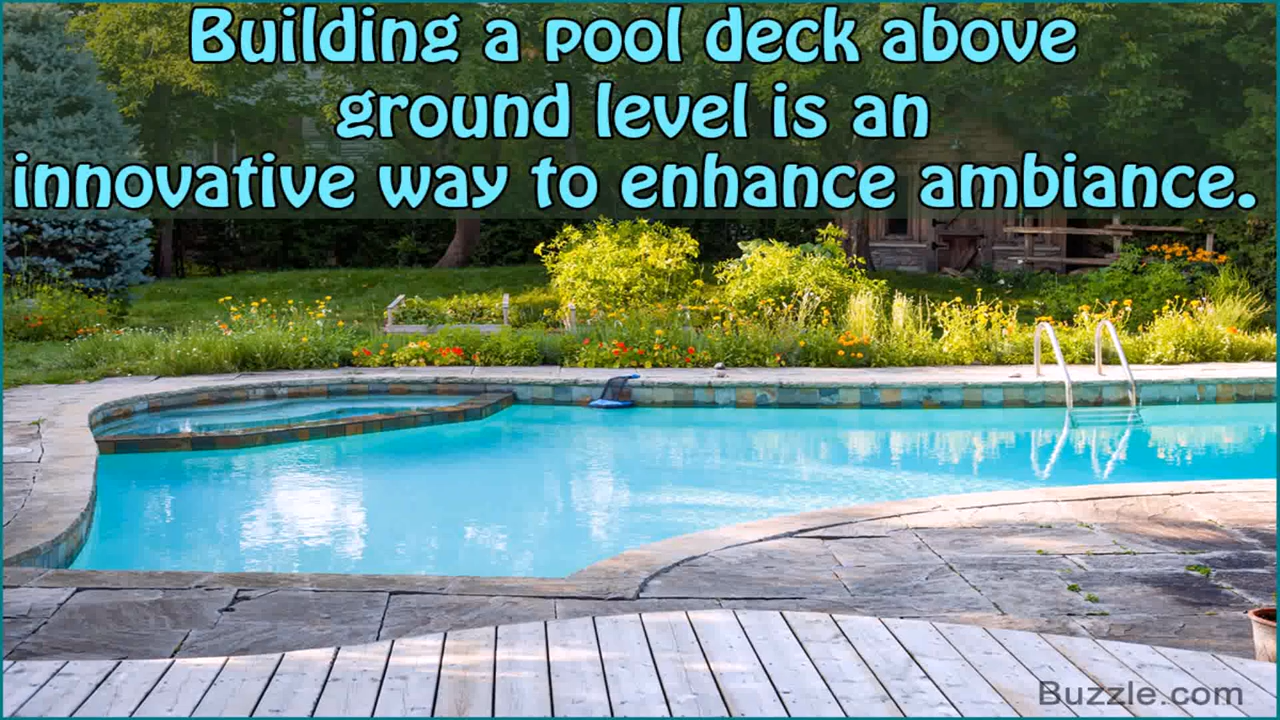 Building a pool deck above
ground level is an
innovative way to enhance ambiance.
Buzzle.com